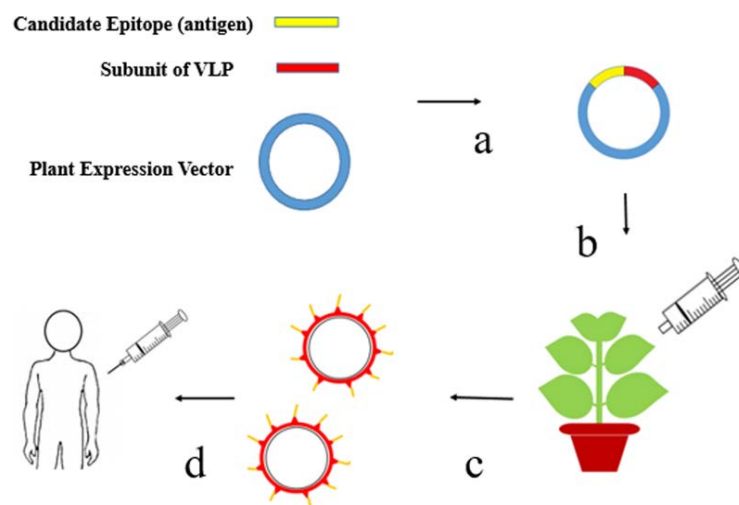 Candidate Epitope (antigen)
Subunit of VLP
a
Plant Expression Vector
b
d
c